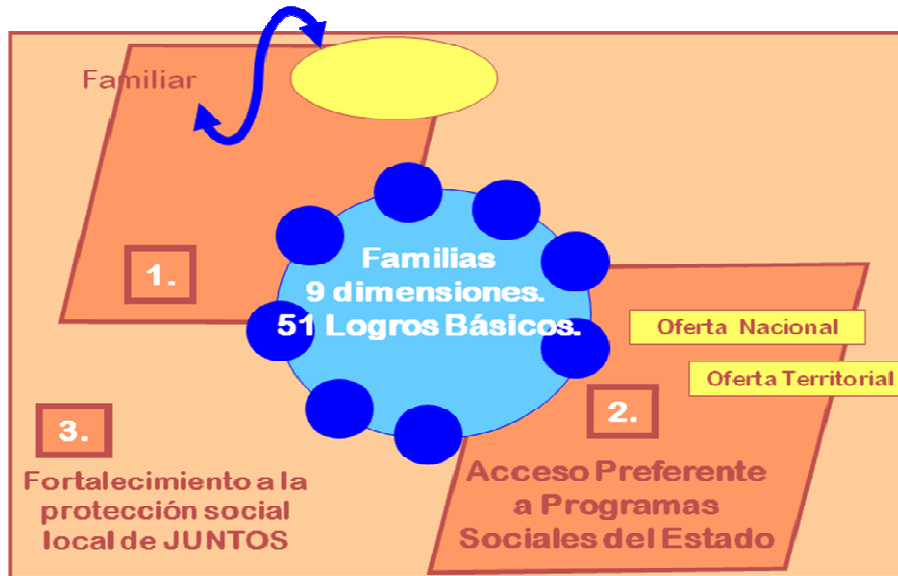 Familiar
1.
Familias
9 dimensiones.
51 Logros Básicos.
Oferta Nacional
Oferta Territorial
2.
Acceso Preferente
a Programas
Sociales del Estado
3.
Fortalecimiento a la
protección social
local de JUNTOS